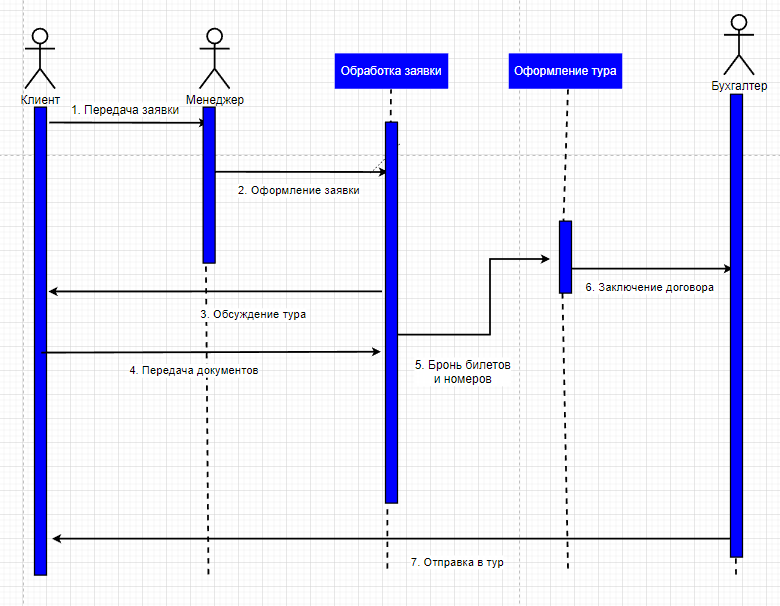 Клиент
Менеджер
Обработка заявки
Оформление тура
Бухгалтер
1. Передача заявки
2. Оформление заявки
3. Обсуждение тура
4. Передача документов
5. Бронь билетов
и номеров
6. Заключение договора
7. Отправка в тур